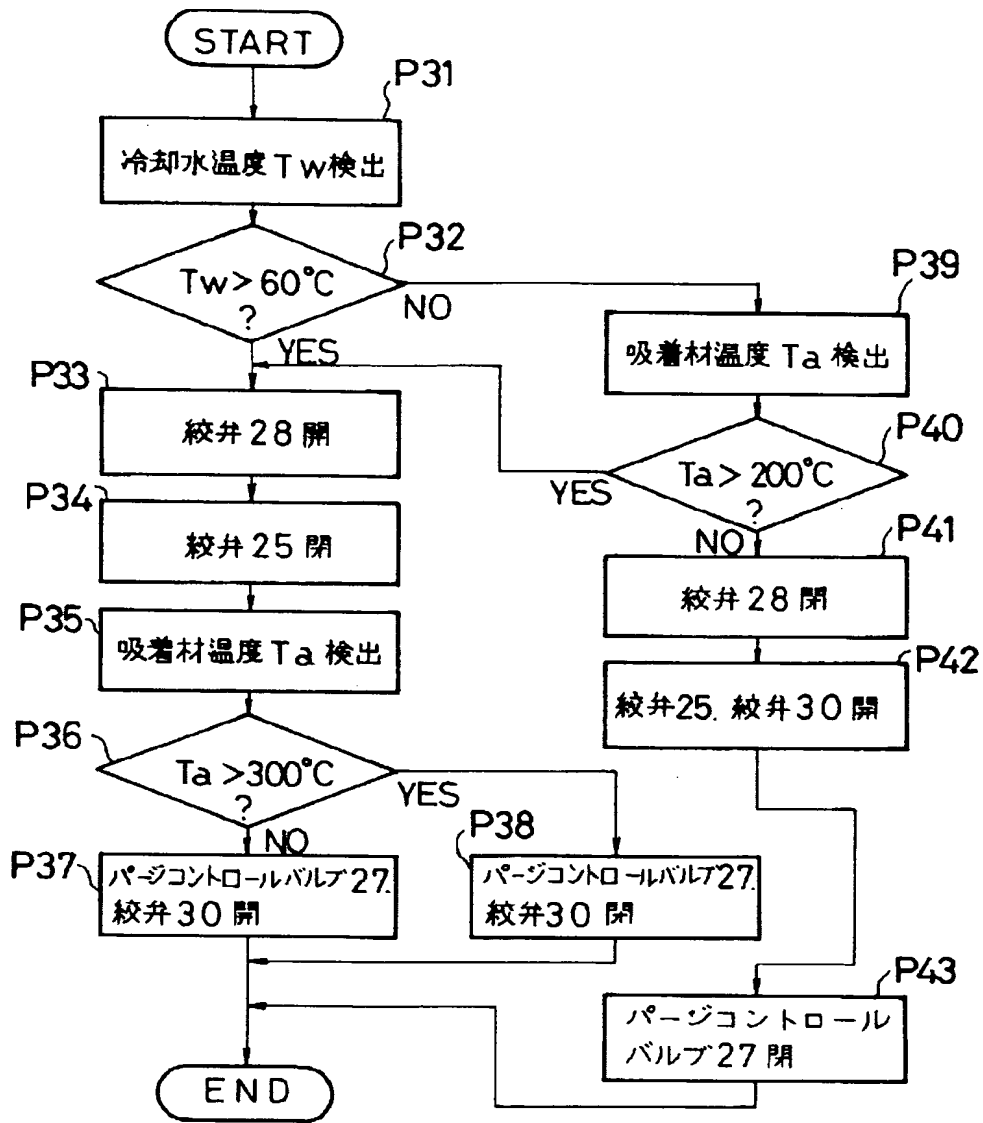 START
P31
冷却水温度Tw検出
P32
Tw>60℃
?
NO
YES
P39
吸着材温度Ta検出
P33
絞弁28開
P40
Ta>200℃
?
YES
NO
P34
絞弁25閉
P41
絞弁28閉
P35
吸着材温度Ta検出
P42
絞弁25.絞弁30開
P36
Ta>300℃
?
YES
NO
P37
パージコントロールバルブ27.
絞弁30開
P38
パージコントロールバルブ27.
絞弁30閉
P43
パージコントロール
バルブ27閉
END